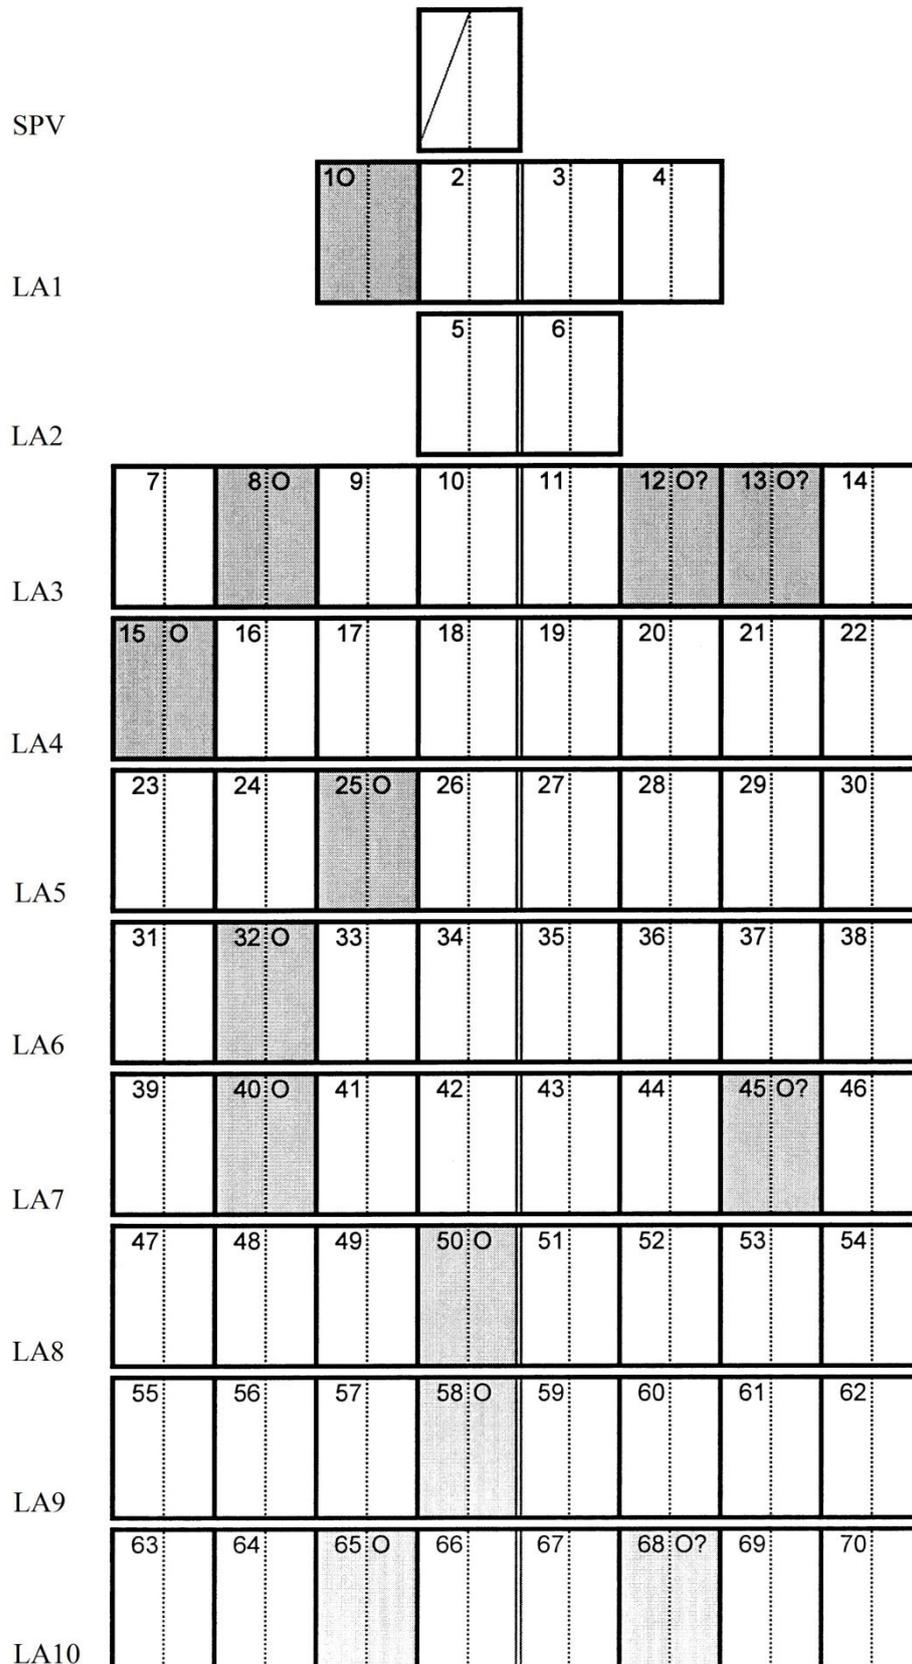 SPV
1O 2 3 4
LA1
5 6
LA2
7 8 O 9 10 11 12 O? 13 O? 14
LA3
15 O 16 17 18 19 20 21 22
LA4
23 24 25 O 26 27 28 29 30
LA5
31 32 O 33 34 35 36 37 38
LA6
39 40 O 41 42 43 44 45 O? 46
LA7
47 48 49 50 O 51 52 53 54
LA8
55 56 57 58 O 59 60 61 62
LA9
63 64 65 O 66 67 68 O? 69 70
LA10